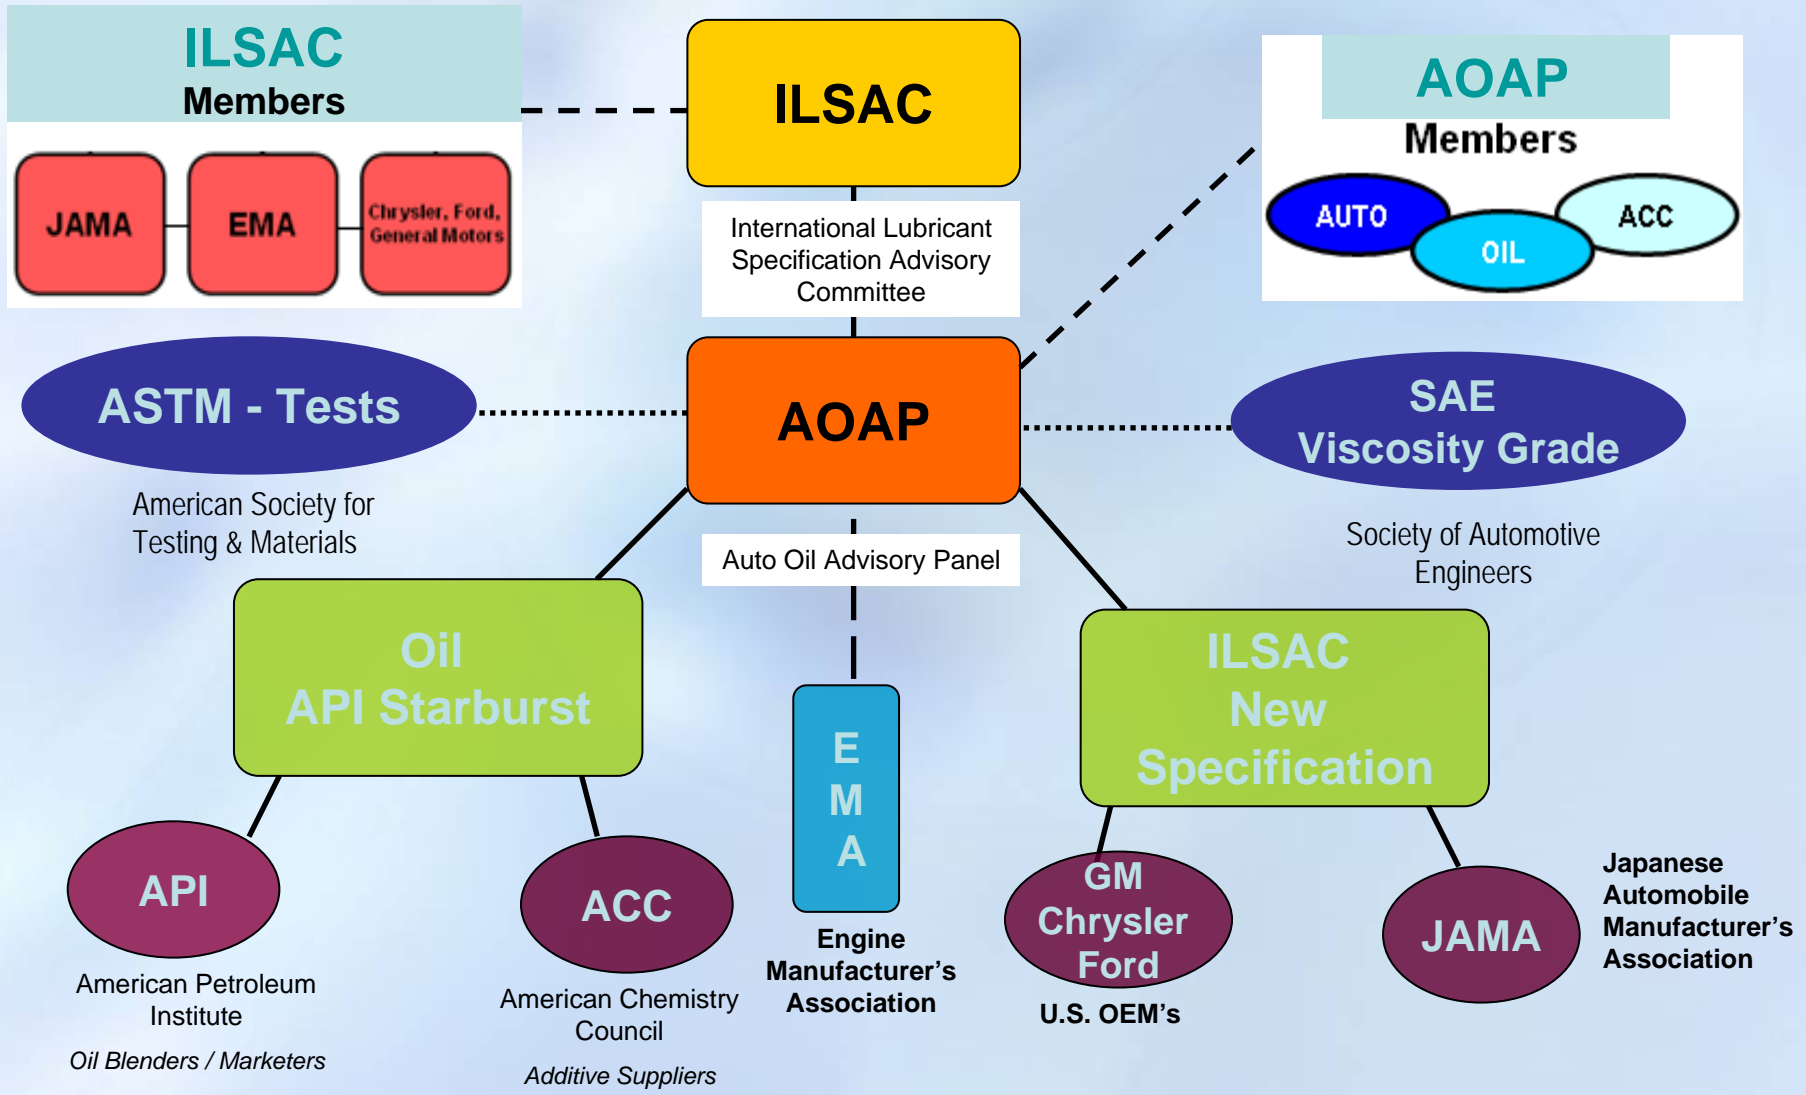 ILSAC
Members
JAMA
EMA
Chrysler, Ford,
General Motors
ILSAC
International Lubricant
Specification Advisory
Committee
AOAP
Members
AUTO
OIL
ACC
ASTM - Tests
American Society for
Testing & Materials
AOAP
Auto Oil Advisory Panel
SAE
Viscosity Grade
Society of Automotive
Engineers
Oil
API Starburst
E
M
A
Engine
Manufacturer’s
Association
ILSAC
New
Specification
API
American Petroleum
Institute
Oil Blenders / Marketers
ACC
American Chemistry
Council
Additive Suppliers
GM
Chrysler
Ford
U.S. OEM’s
JAMA
Japanese
Automobile
Manufacturer’s
Association